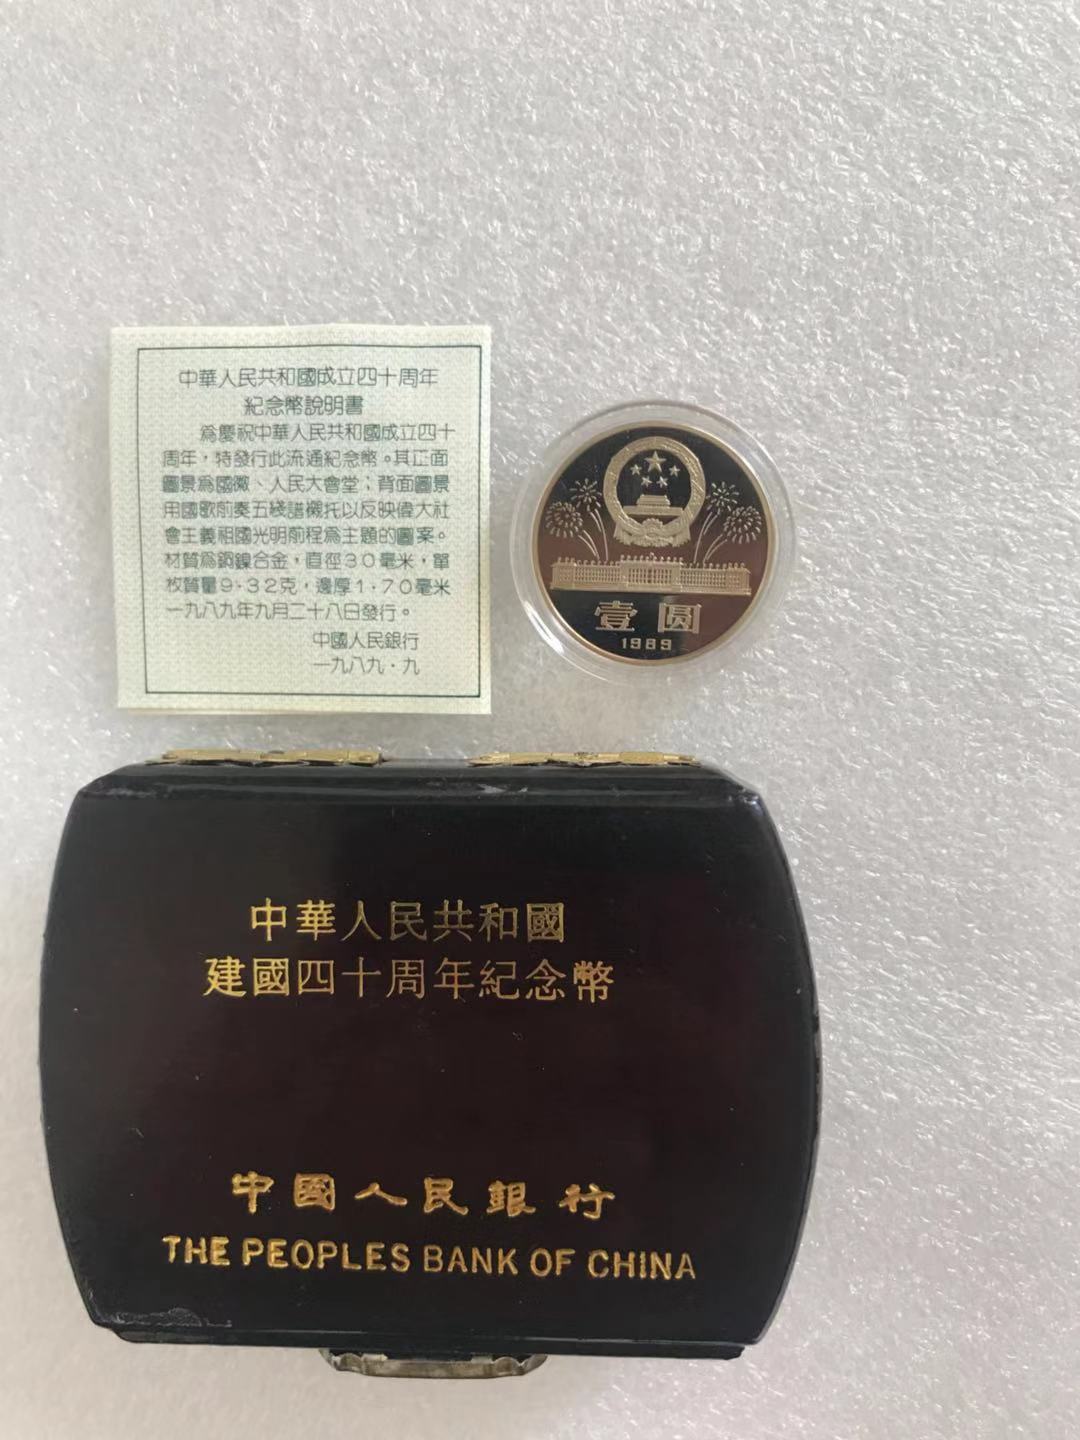 中華人民共和國成立四十周年
紀念幣說明書
為慶祝中華人民共和國成立四十
周年，特發行此流通紀念幣。其正面
圖景為國徽、人民大會堂；背面圖景
用國歌前奏五綫譜襯托以反映偉大社
會主義祖國光明前程為主題的圖案。
材質為銅鎳合金，直徑30毫米，單
枚質量9·32克，邊厚1·70毫米
一九八九年九月二十八日發行。
中國人民銀行
一九八九·九
壹圆
1989
中華人民共和國
建國四十周年紀念幣
中國人民銀行
THE PEOPLES BANK OF CHINA